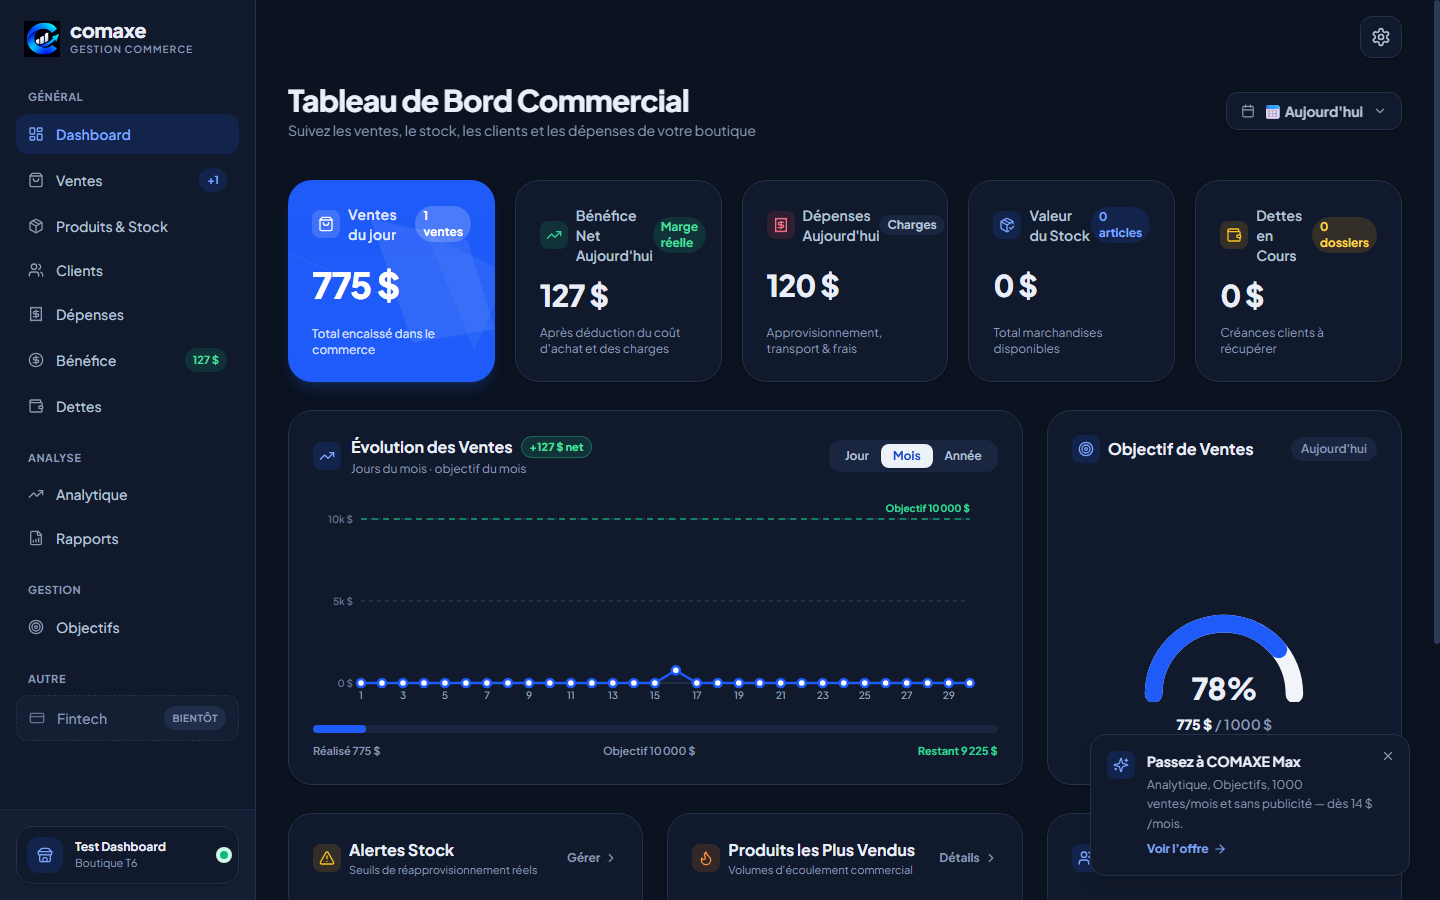 comaxe
GESTION COMMERCE
GÉNÉRAL
Dashboard
Ventes
+1
Produits & Stock
Clients
Dépenses
Bénéfice
127 $
Dettes
ANALYSE
Analytique
Rapports
GESTION
Objectifs
AUTRE
Fintech
BIENTÔT
Test Dashboard
Boutique T6
Tableau de Bord Commercial
Suivez les ventes, le stock, les clients et les dépenses de votre boutique
Aujourd'hui
Ventes
du jour
1
ventes
775 $
Total encaissé dans le
commerce
Bénéfice
Net
Aujourd'hui
Marge
réelle
127 $
Après déduction du coût
d'achat et des charges
Dépenses
Aujourd'hui
Charges
120 $
Approvisionnement,
transport & frais
Valeur
du Stock
0
articles
0 $
Total marchandises
disponibles
Dettes
en
Cours
0
dossiers
0 $
Créances clients à
récupérer
Évolution des Ventes
+127 $ net
Jours du mois · objectif du mois
Jour
Mois
Année
Objectif 10 000 $
10k $
5k $
0 $
1 3 5 7 9 11 13 15 17 19 21 23 25 27 29
Réalisé 775 $
Objectif 10 000 $
Restant 9 225 $
Objectif de Ventes
Aujourd'hui
78%
775 $ / 1000 $
Passez à COMAXE Max
Analytique, Objectifs, 1000
ventes/mois et sans publicité — dès 14 $
/mois.
Voir l'offre →
Alertes Stock
Seuils de réapprovisionnement réels
Gérer
Produits les Plus Vendus
Volumes d'écoulement commercial
Détails